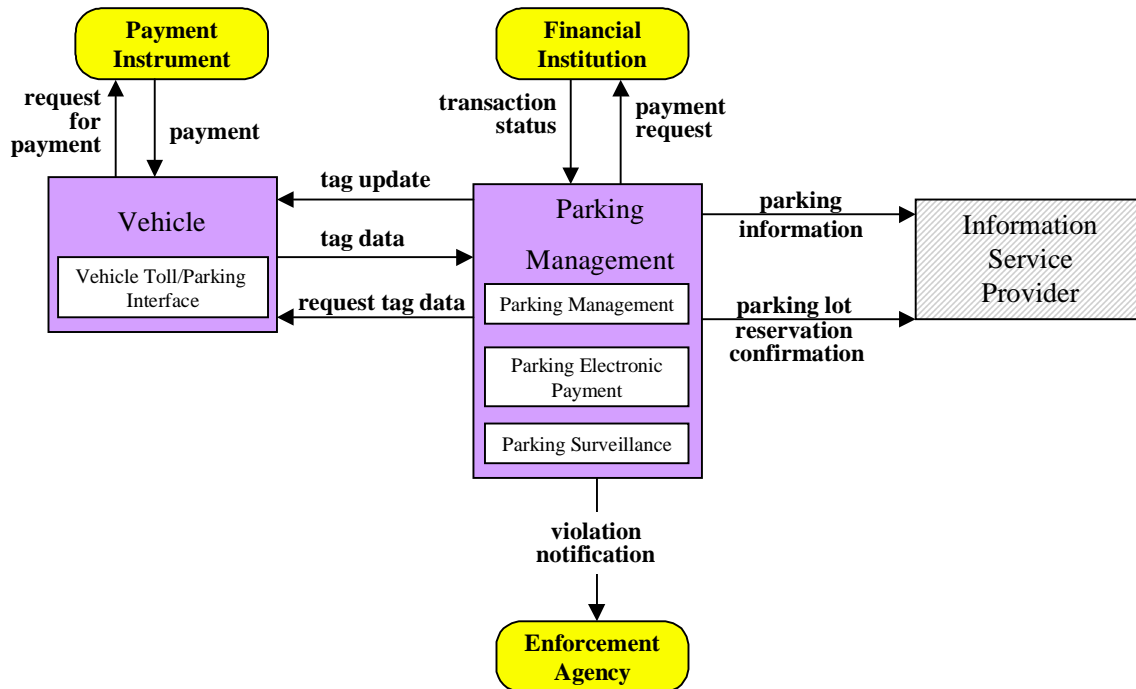 Payment
Instrument
Financial
Institution
request
for
payment
payment
transaction
status
payment
request
Vehicle
Vehicle Toll/Parking
Interface
tag update
tag data
request tag data
Parking
Management
Parking Management
Parking Electronic
Payment
Parking Surveillance
parking
information
parking lot
reservation
confirmation
Information
Service
Provider
violation
notification
Enforcement
Agency